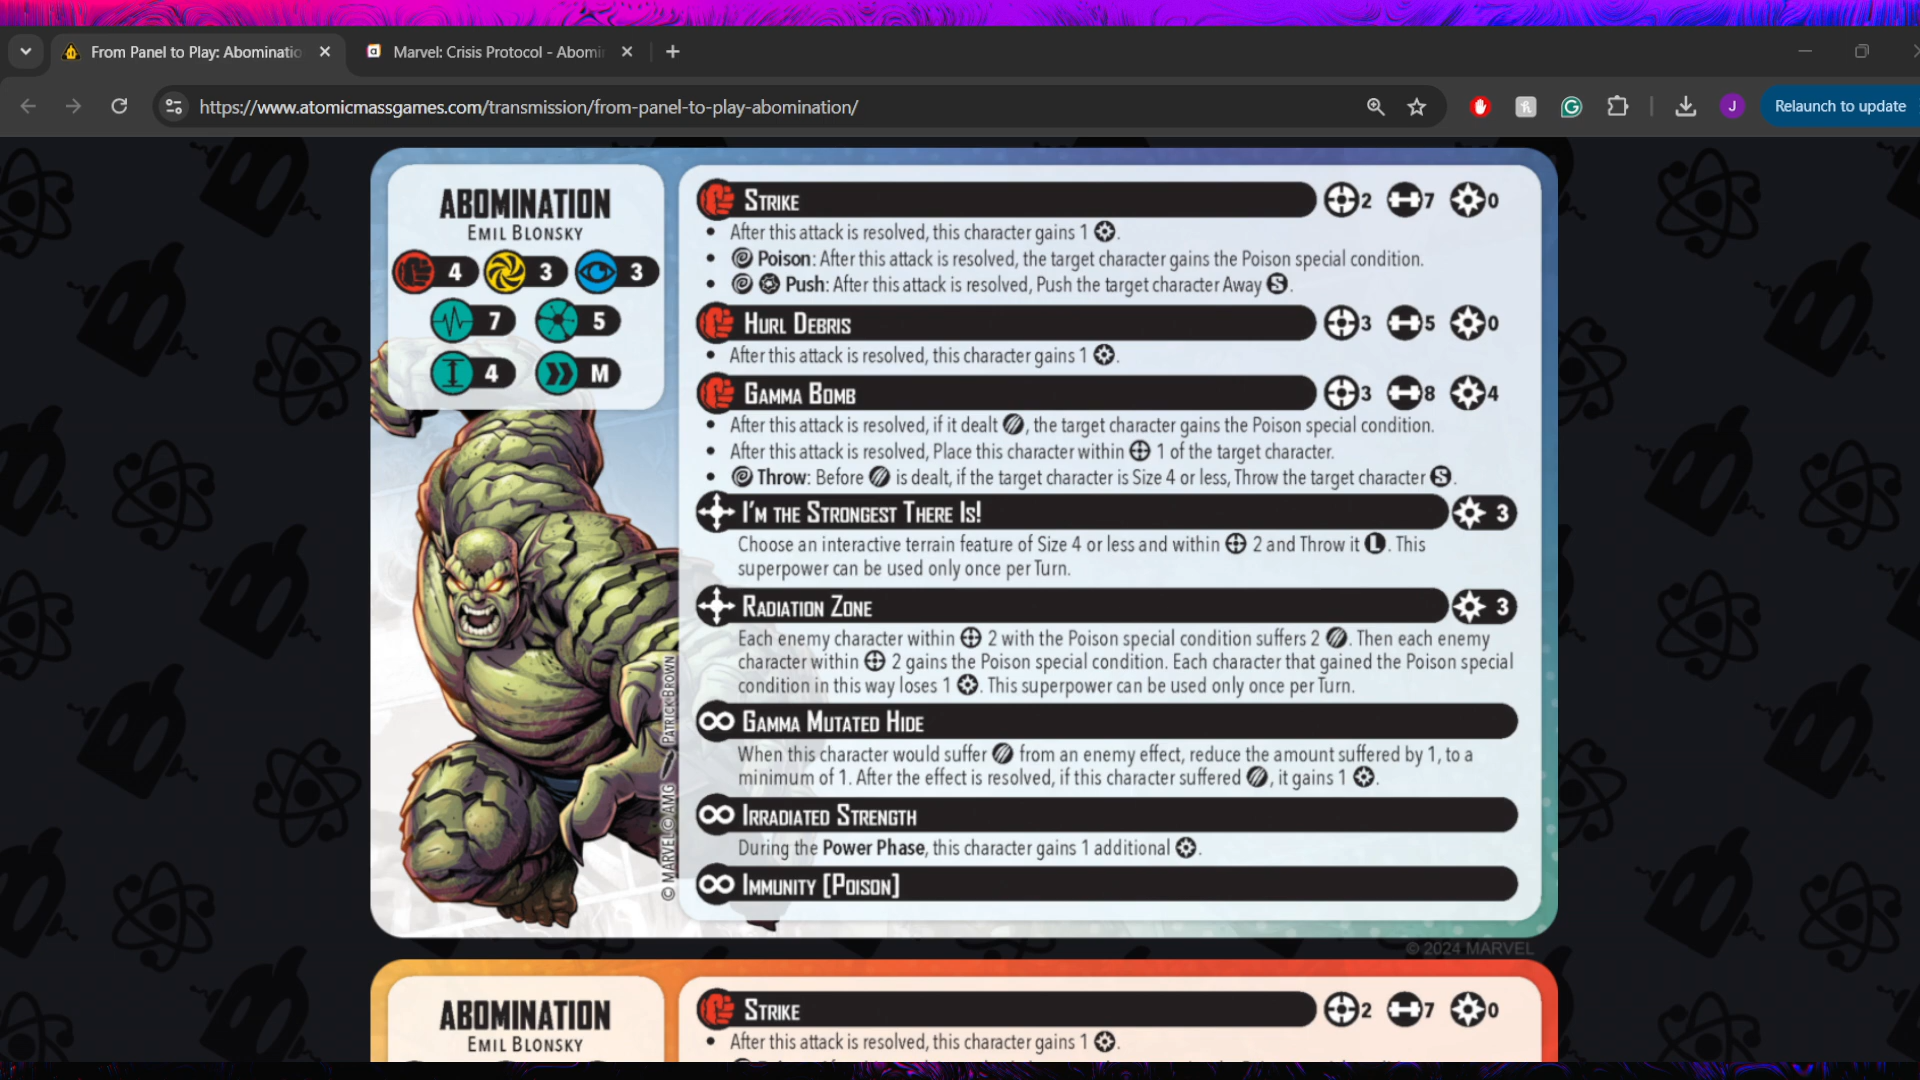 From Panel to Play: Abominatio
Marvel: Crisis Protocol - Abomi
https://www.atomicmassgames.com/transmission/from-panel-to-play-abomination/
J
Relaunch to update
ABOMINATION
EMIL BLONSKY
4 3 3
7 5
4 M
STRIKE 2 7 0
• After this attack is resolved, this character gains 1 .
• Poison: After this attack is resolved, the target character gains the Poison special condition.
• Push: After this attack is resolved, Push the target character Away S.
HURL DEBRIS 3 5 0
• After this attack is resolved, this character gains 1 .
GAMMA BOMB 3 8 4
• After this attack is resolved, if it dealt , the target character gains the Poison special condition.
• After this attack is resolved, Place this character within 1 of the target character.
• Throw: Before is dealt, if the target character is Size 4 or less, Throw the target character S.
I'M THE STRONGEST THERE IS! 3
Choose an interactive terrain feature of Size 4 or less and within 2 and Throw it L. This
superpower can be used only once per Turn.
RADIATION ZONE 3
Each enemy character within 2 with the Poison special condition suffers 2 . Then each enemy
character within 2 gains the Poison special condition. Each character that gained the Poison special
condition in this way loses 1 . This superpower can be used only once per Turn.
GAMMA MUTATED HIDE
When this character would suffer from an enemy effect, reduce the amount suffered by 1, to a
minimum of 1. After the effect is resolved, if this character suffered , it gains 1 .
IRRADIATED STRENGTH
During the Power Phase, this character gains 1 additional .
IMMUNITY [POISON]
© MARVEL © AMG PATRICK BROWN
© 2024 MARVEL
ABOMINATION
EMIL BLONSKY
STRIKE 2 7 0
• After this attack is resolved, this character gains 1 .